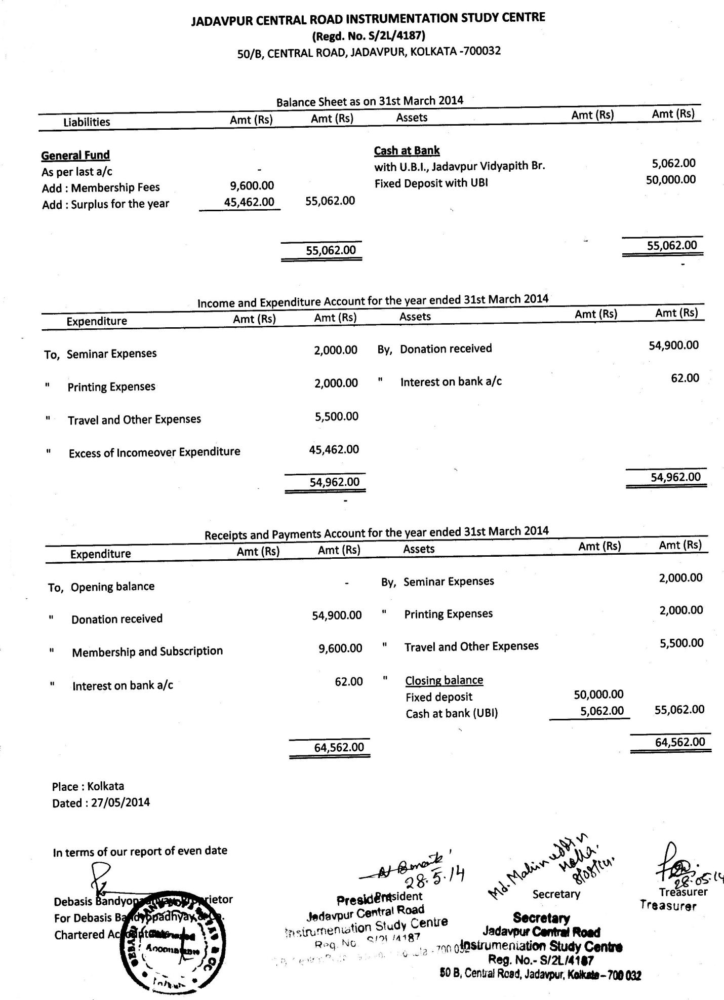 JADAVPUR CENTRAL ROAD INSTRUMENTATION STUDY CENTRE
(Regd. No. S/2L/4187)
50/B, CENTRAL ROAD, JADAVPUR, KOLKATA -700032
Balance Sheet as on 31st March 2014
Liabilities Amt (Rs) Amt (Rs) Assets Amt (Rs) Amt (Rs)
General Fund Cash at Bank
As per last a/c - with U.B.I., Jadavpur Vidyapith Br. 5,062.00
Add : Membership Fees 9,600.00 Fixed Deposit with UBI 50,000.00
Add : Surplus for the year 45,462.00 55,062.00
55,062.00 55,062.00
-
Income and Expenditure Account for the year ended 31st March 2014
Expenditure Amt (Rs) Amt (Rs) Assets Amt (Rs) Amt (Rs)
To, Seminar Expenses 2,000.00 By, Donation received 54,900.00
" Printing Expenses 2,000.00 " Interest on bank a/c 62.00
" Travel and Other Expenses 5,500.00
" Excess of Incomeover Expenditure 45,462.00
54,962.00 54,962.00
-
Receipts and Payments Account for the year ended 31st March 2014
Expenditure Amt (Rs) Amt (Rs) Assets Amt (Rs) Amt (Rs)
To, Opening balance - By, Seminar Expenses 2,000.00
" Donation received 54,900.00 " Printing Expenses 2,000.00
" Membership and Subscription 9,600.00 " Travel and Other Expenses 5,500.00
" Interest on bank a/c 62.00 " Closing balance
Fixed deposit 50,000.00
Cash at bank (UBI) 5,062.00 55,062.00
64,562.00 64,562.00
Place : Kolkata
Dated : 27/05/2014
In terms of our report of even date
28.5.14
Md. Mahinuddin
Molla.
8/08/14.
28.05.14
Debasis Bandyopadhyay, Proprietor
For Debasis Bandyopadhyay & Co.
Chartered Accountants
President
President
Jadavpur Central Road
Instrumentation Study Centre
Reg. No. S/2L/4187
700 032
Secretary
Secretary
Jadavpur Central Road
Instrumentation Study Centre
Reg. No.- S/2L/4187
50 B, Central Road, Jadavpur, Kolkata – 700 032
Treasurer
Treasurer